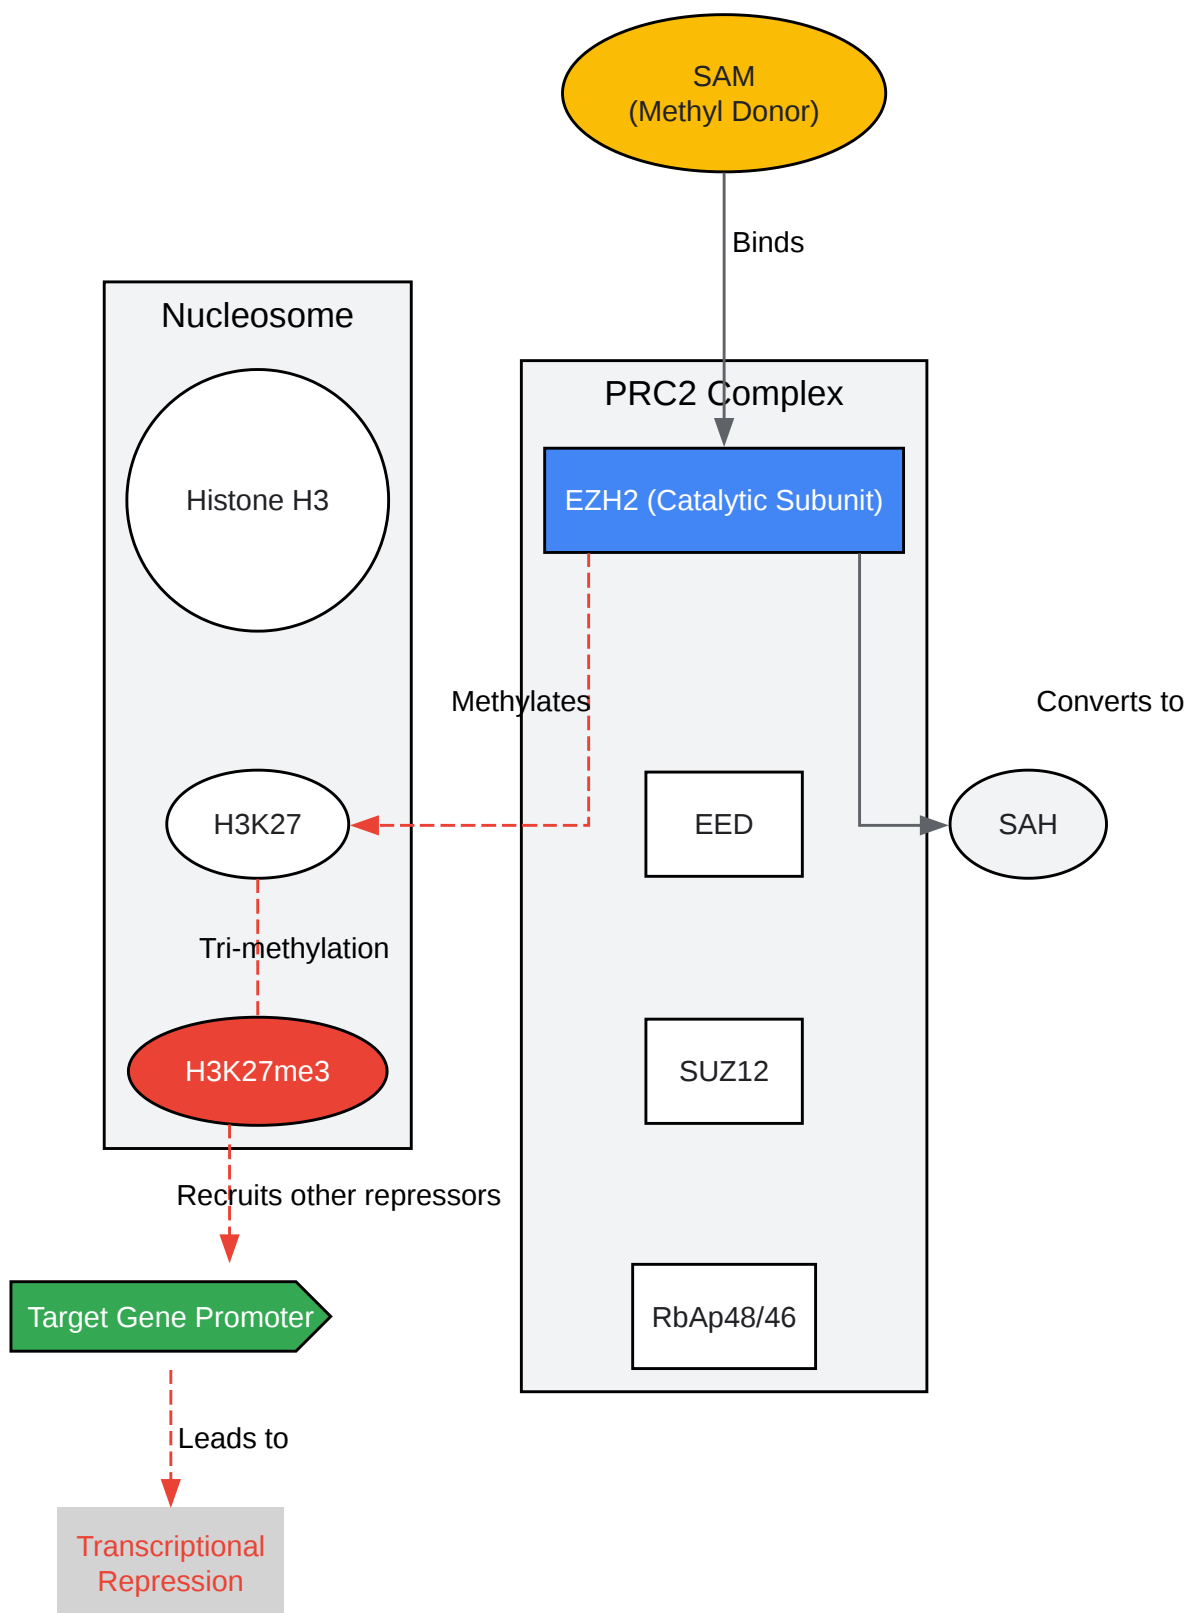 SAM
(Methyl Donor)
Binds
Nucleosome
PRC2 Complex
Histone H3
EZH2 (Catalytic Subunit)
Methylates
Converts to
H3K27
EED
SAH
Tri-methylation
H3K27me3
SUZ12
Recruits other repressors
Target Gene Promoter
RbAp48/46
Leads to
Transcriptional
Repression